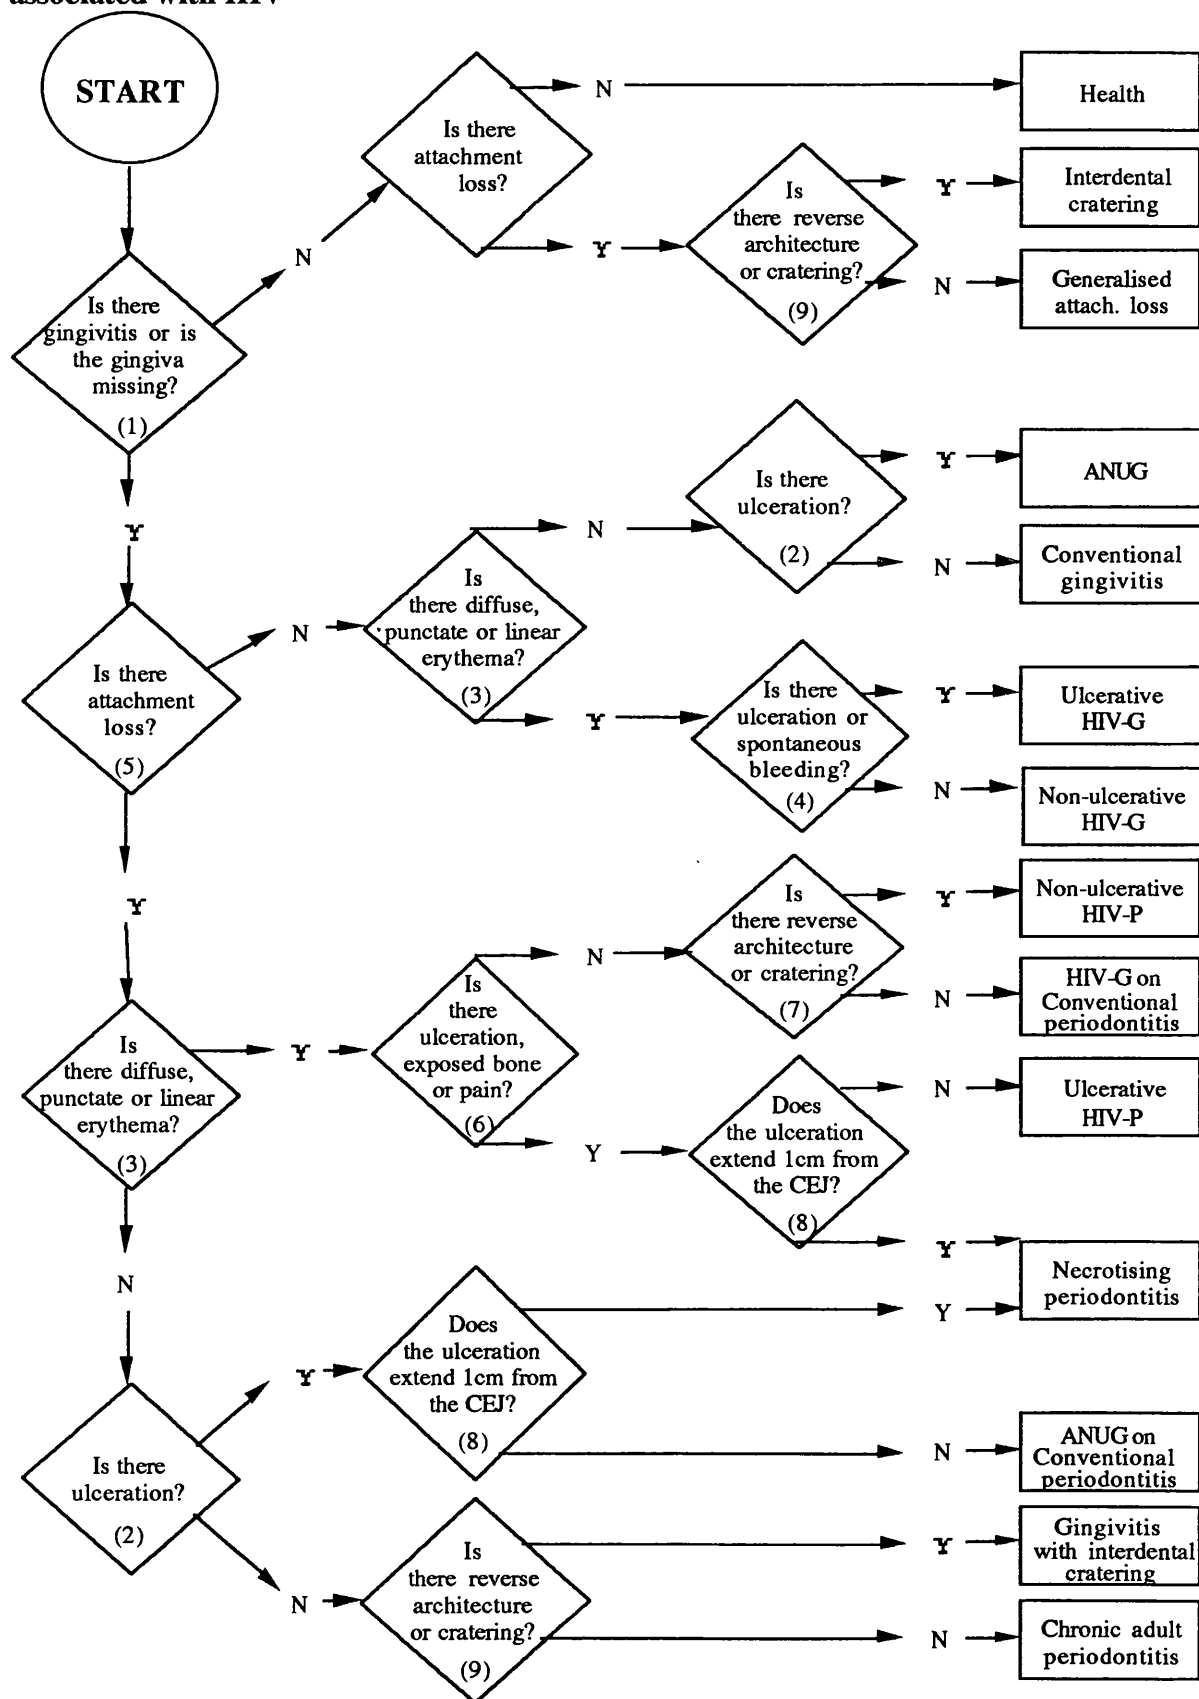 START
Is there
attachment
loss?
N
Health
Is
there reverse
architecture
or cratering?
(9)
Y
Interdental
cratering
Y
N
Generalised
attach. loss
N
Is there
gingivitis or is
the gingiva
missing?
(1)
Y
Is there
ulceration?
(2)
Y
ANUG
N
Conventional
gingivitis
N
Is
there diffuse,
punctate or linear
erythema?
(3)
N
Is there
attachment
loss?
(5)
Y
Is there
ulceration or
spontaneous
bleeding?
(4)
Y
Ulcerative
HIV-G
N
Non-ulcerative
HIV-G
Y
Is
there reverse
architecture
or cratering?
(7)
Y
Non-ulcerative
HIV-P
N
HIV-G on
Conventional
periodontitis
N
Is
there
ulceration,
exposed bone
or pain?
(6)
Y
Is
there diffuse,
punctate or linear
erythema?
(3)
Y
Does
the ulceration
extend 1cm from
the CEJ?
(8)
N
Ulcerative
HIV-P
Y
Necrotising
periodontitis
N
Does
the ulceration
extend 1cm from
the CEJ?
(8)
Y
Y
N
ANUG on
Conventional
periodontitis
Is there
ulceration?
(2)
N
Is
there reverse
architecture
or cratering?
(9)
Y
Gingivitis
with interdental
cratering
N
Chronic adult
periodontitis